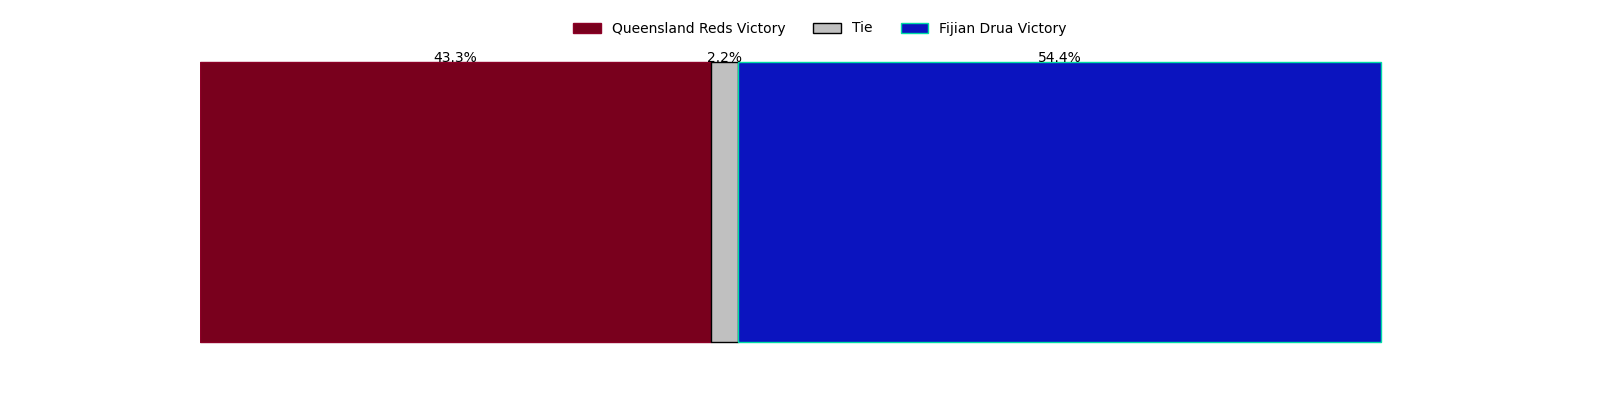 Queensland Reds Victory Tie Fijian Drua Victory
43.3% 2.2% 54.4%